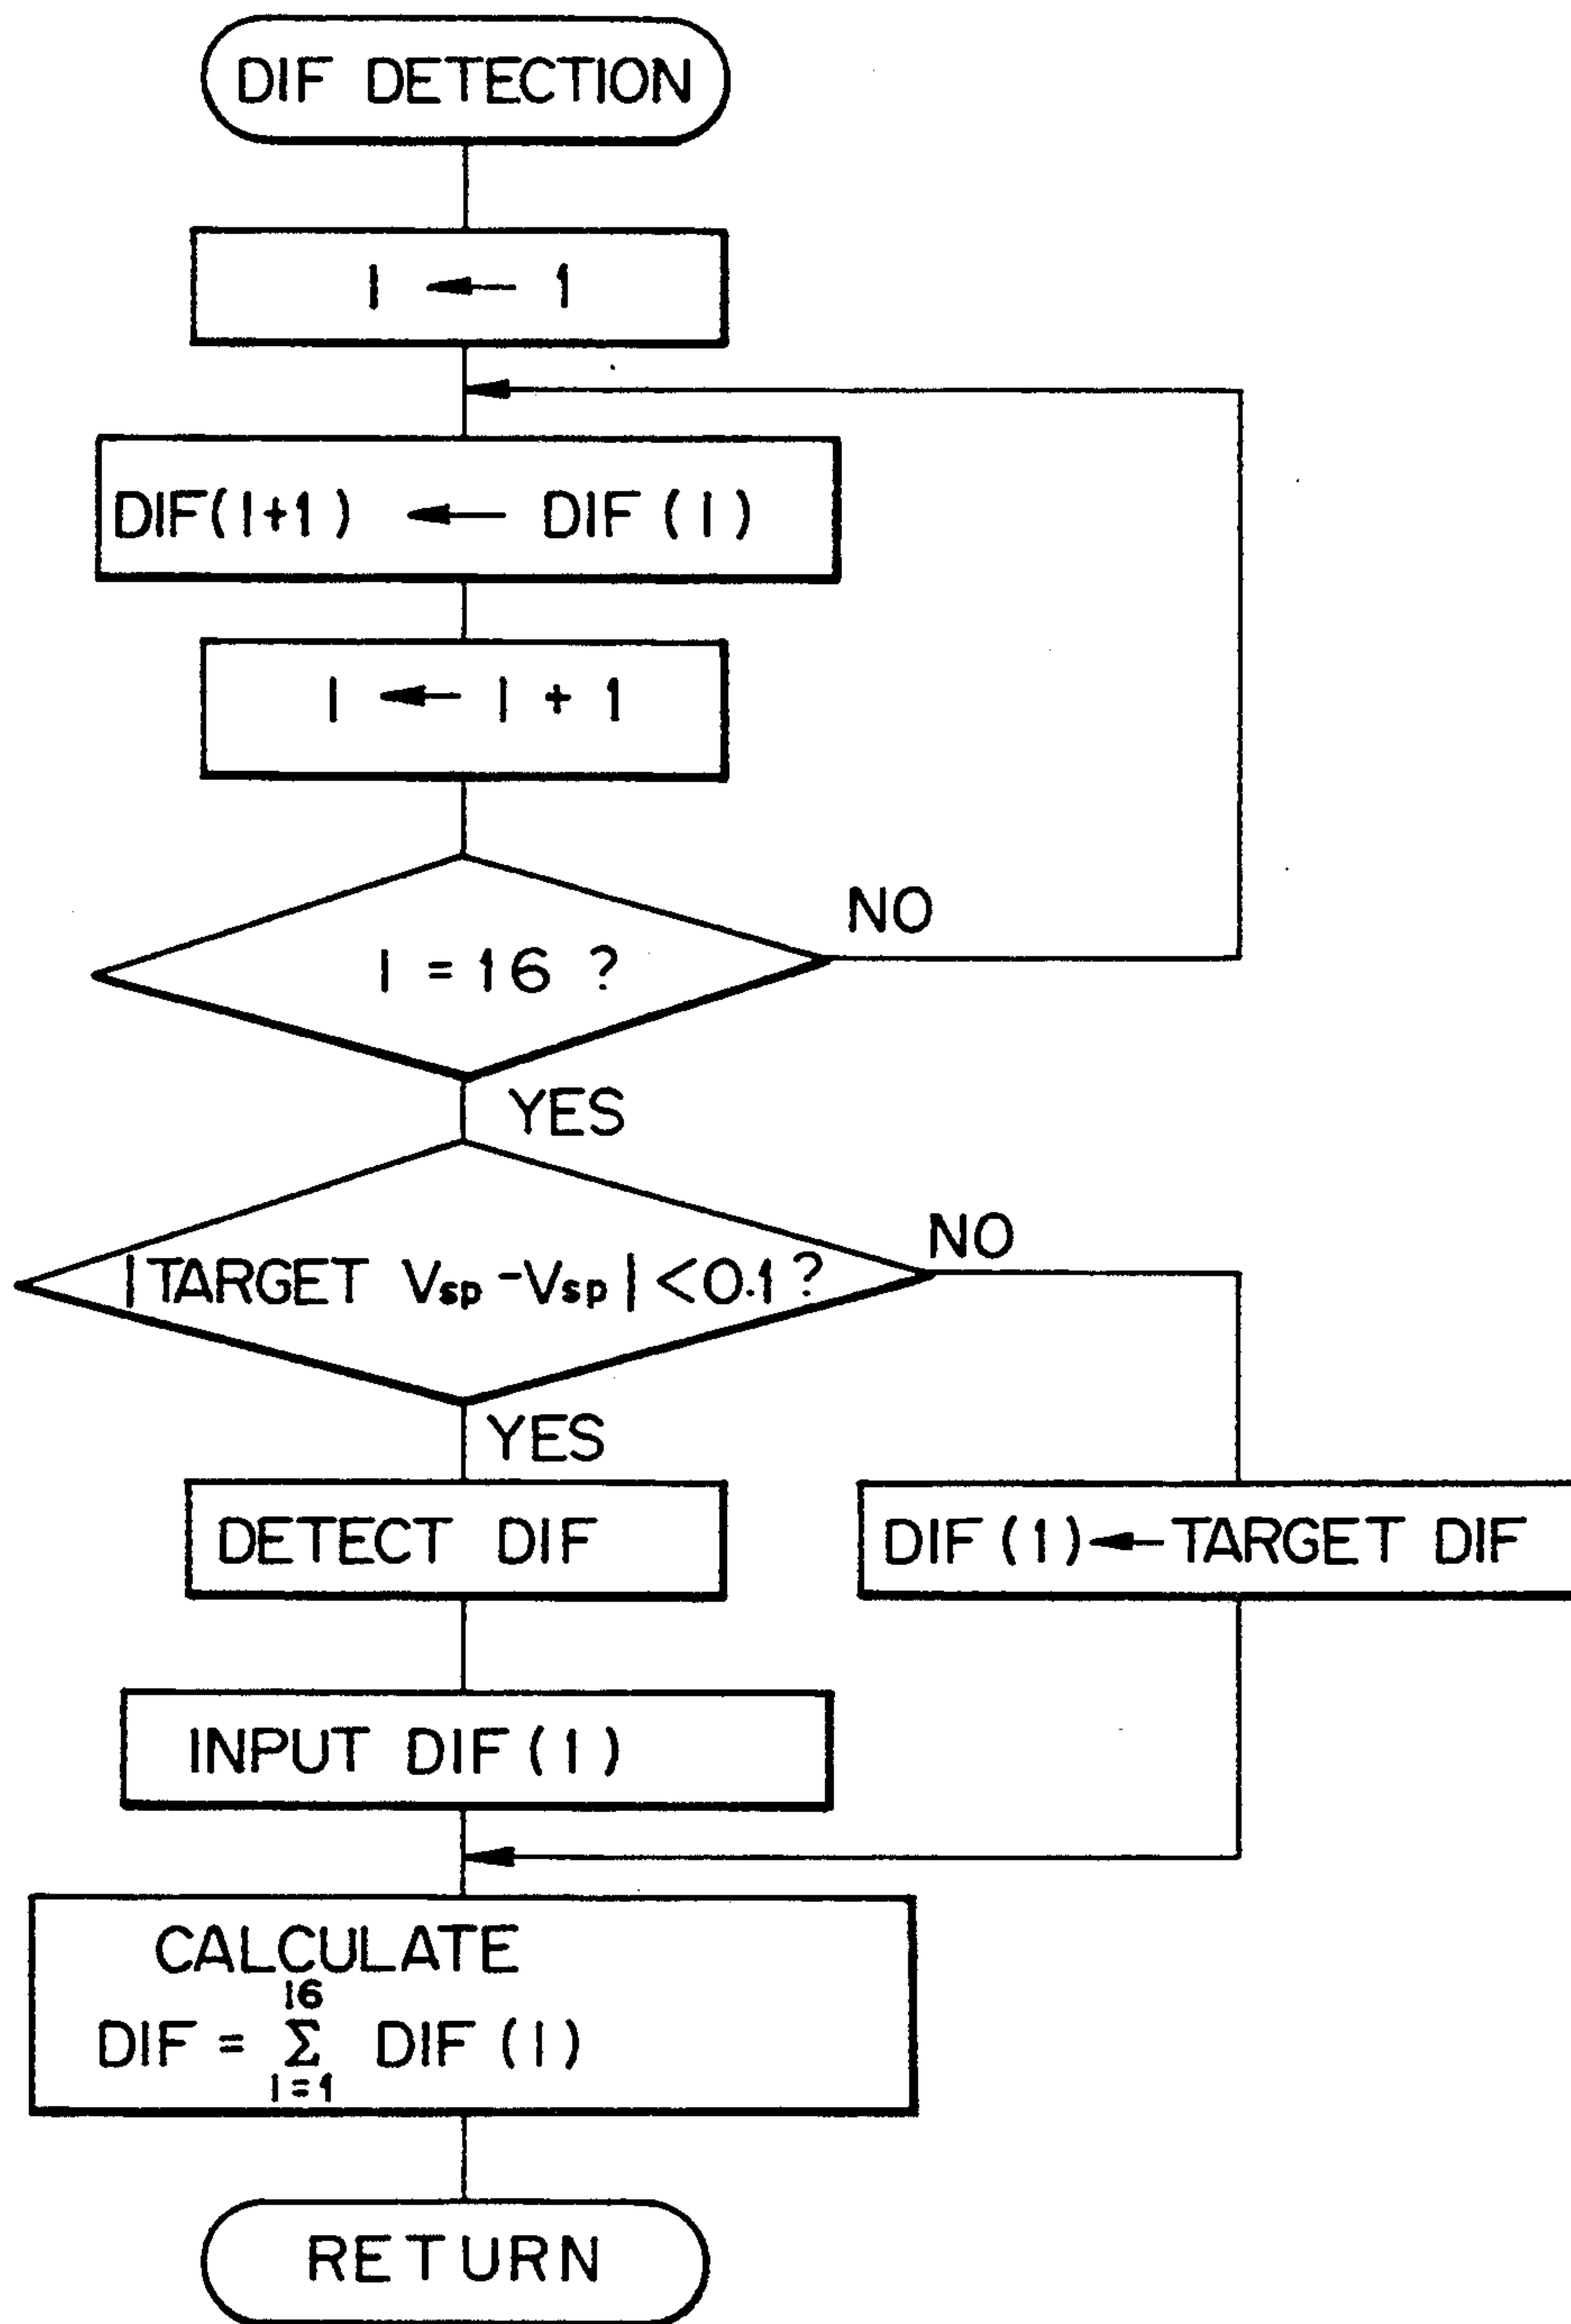 DIF DETECTION
I ← 1
DIF(I+1) ← DIF(I)
I ← I + 1
I = 16 ?
NO
YES
|TARGET Vsp - Vsp| < 0.1 ?
NO
YES
DETECT DIF
DIF(1) ← TARGET DIF
INPUT DIF(1)
CALCULATE
16
DIF = Σ DIF(I)
I=1
RETURN